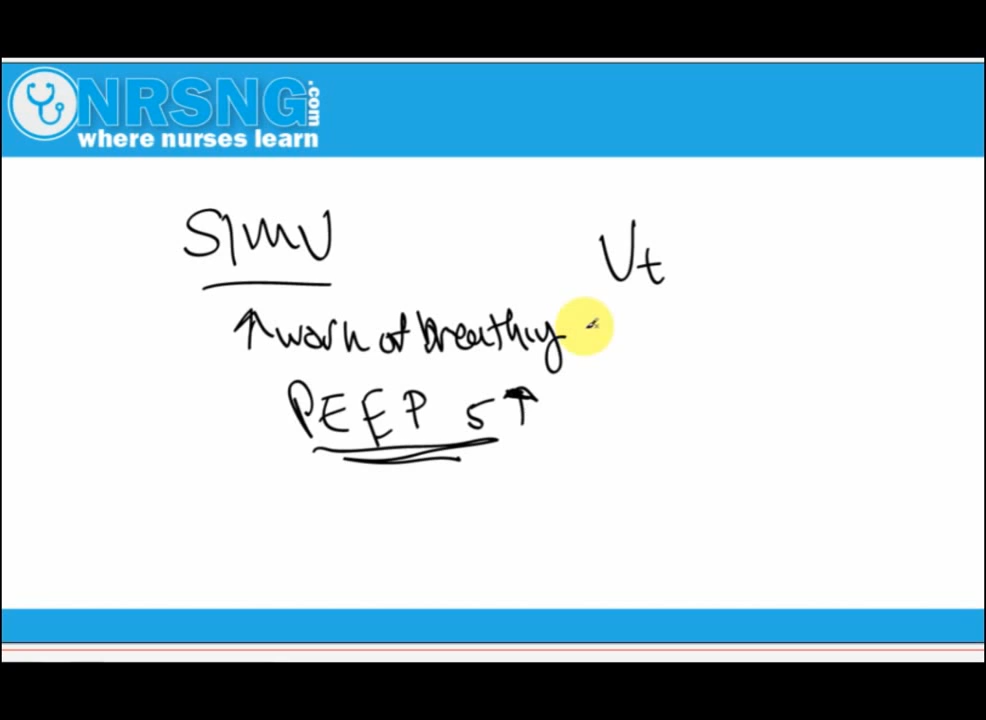 NRSNG.com
where nurses learn
SIMV
Vt
↑ work of breathing
PEEP 5 ↑